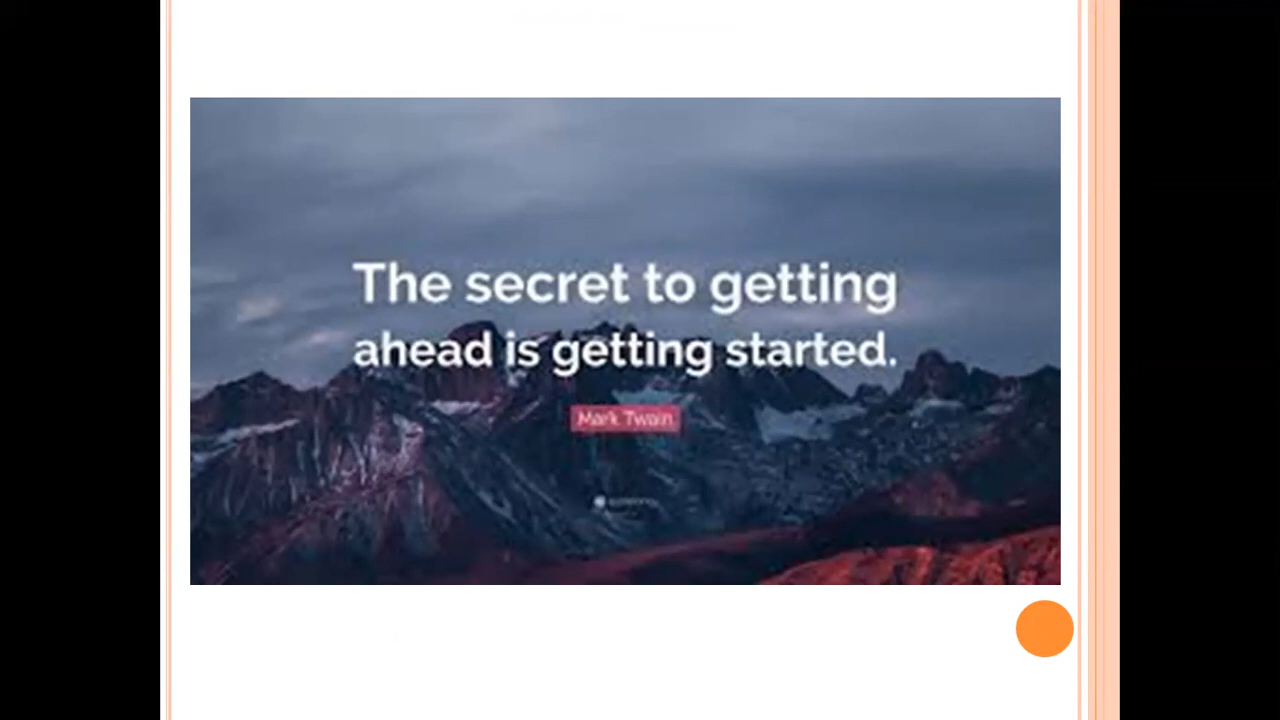 The secret to getting
ahead is getting started.
Mark Twain